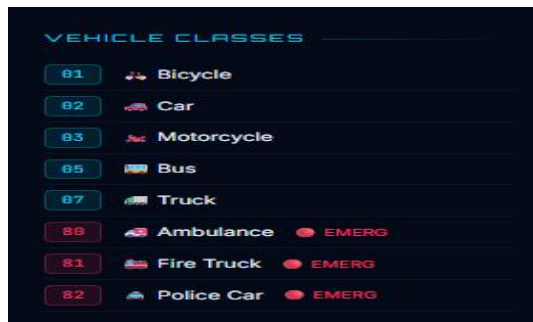 VEHICLE CLASSES
01 Bicycle
02 Car
03 Motorcycle
05 Bus
07 Truck
80 Ambulance EMERG
81 Fire Truck EMERG
82 Police Car EMERG